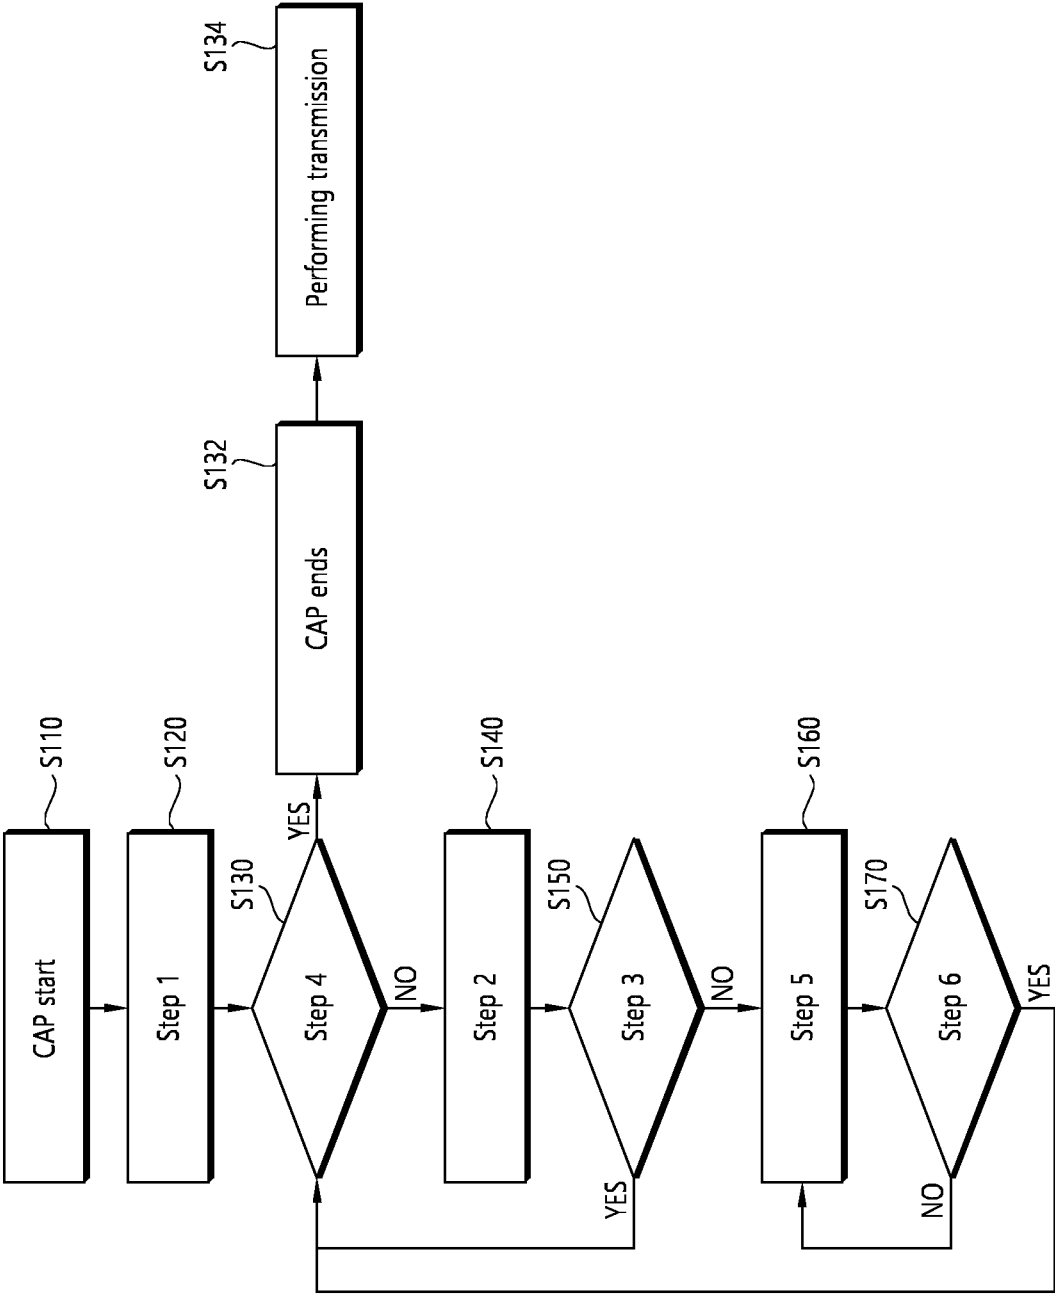 CAP start
S110
Step 1
S120
Step 4
S130
YES
CAP ends
S132
Performing transmission
S134
NO
Step 2
S140
Step 3
S150
YES
NO
Step 5
S160
Step 6
S170
NO
YES